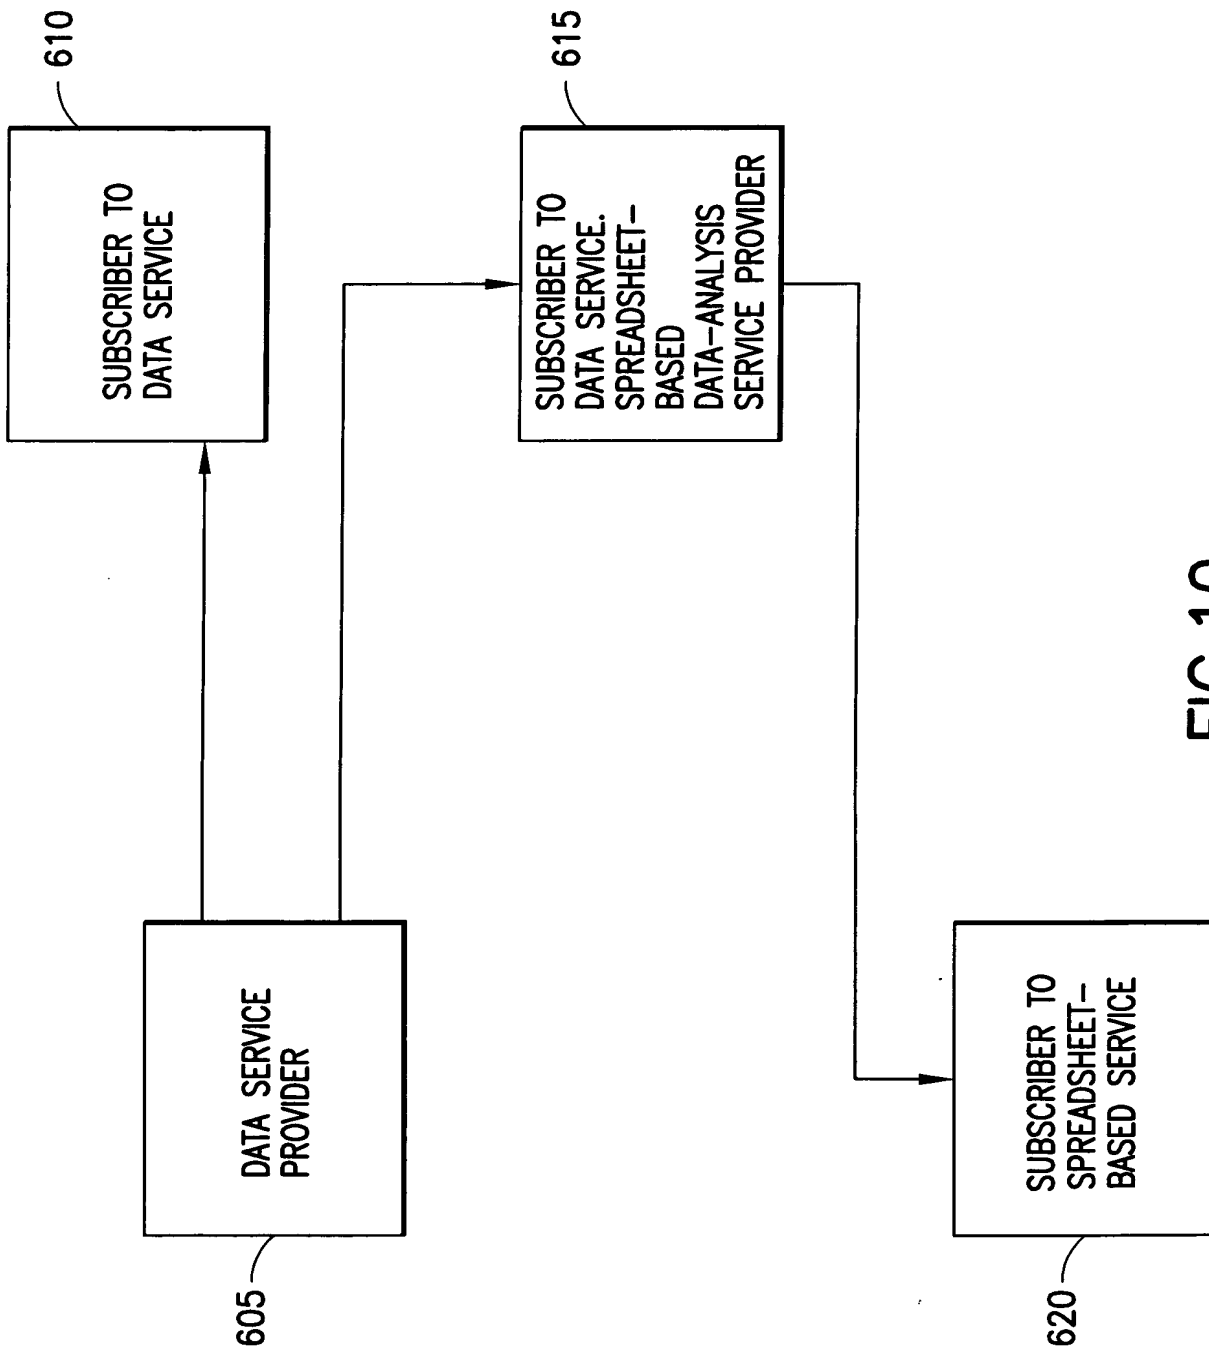 605
DATA SERVICE
PROVIDER
SUBSCRIBER TO
DATA SERVICE
610
SUBSCRIBER TO
DATA SERVICE.
SPREADSHEET-
BASED
DATA-ANALYSIS
SERVICE PROVIDER
615
620
SUBSCRIBER TO
SPREADSHEET-
BASED SERVICE
FIG